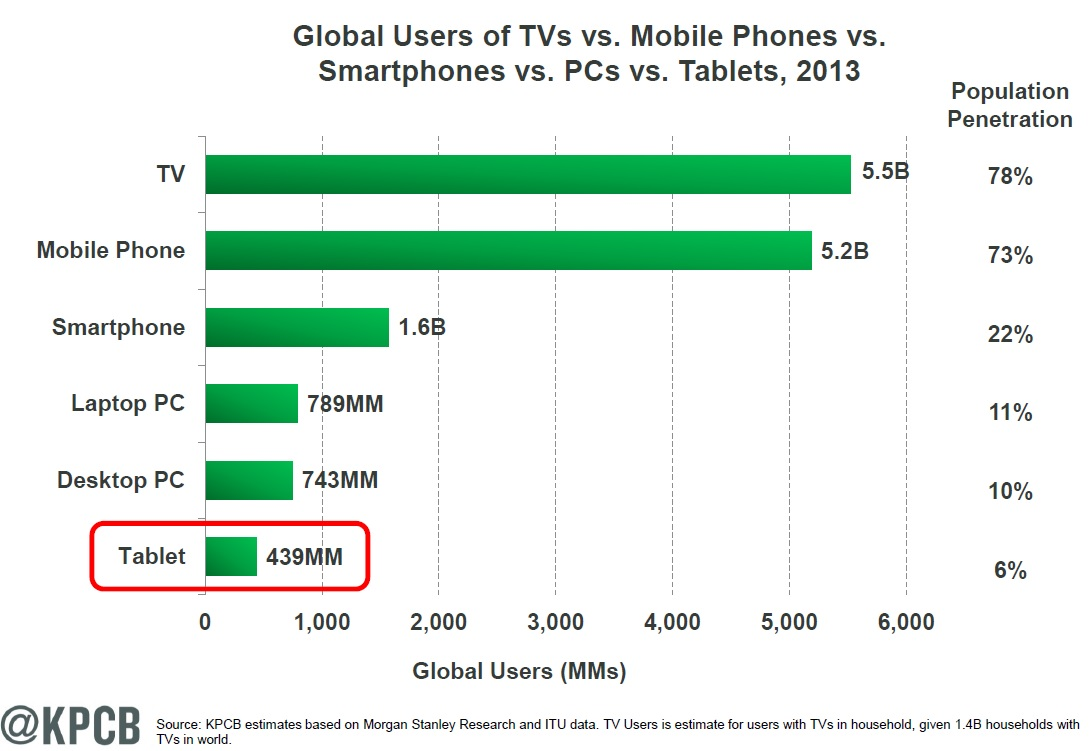 Global Users of TVs vs. Mobile Phones vs.
Smartphones vs. PCs vs. Tablets, 2013
Population
Penetration
TV 5.5B 78%
Mobile Phone 5.2B 73%
Smartphone 1.6B 22%
Laptop PC 789MM 11%
Desktop PC 743MM 10%
Tablet 439MM 6%
0 1,000 2,000 3,000 4,000 5,000 6,000
Global Users (MMs)
@KPCB
Source: KPCB estimates based on Morgan Stanley Research and ITU data. TV Users is estimate for users with TVs in household, given 1.4B households with
TVs in world.